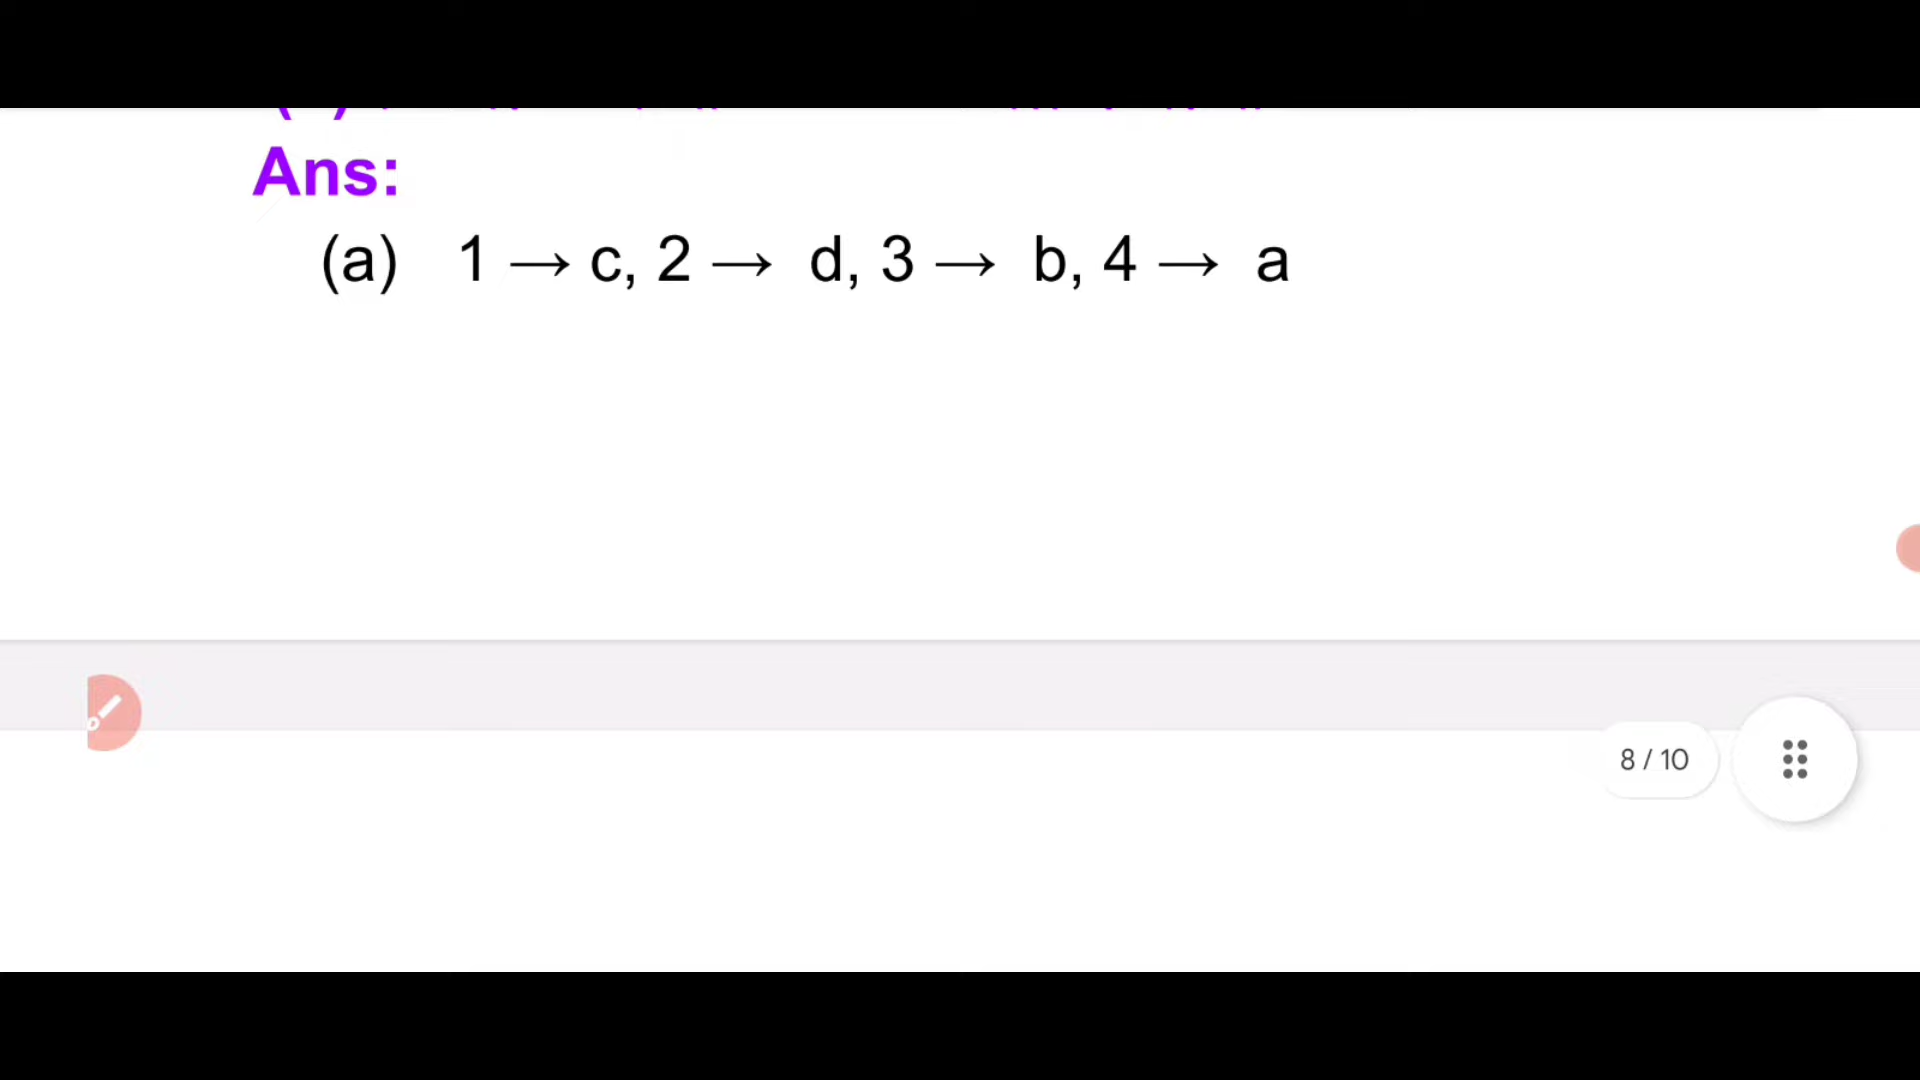 Ans:
(a) 1 → c, 2 → d, 3 → b, 4 → a
8 / 10